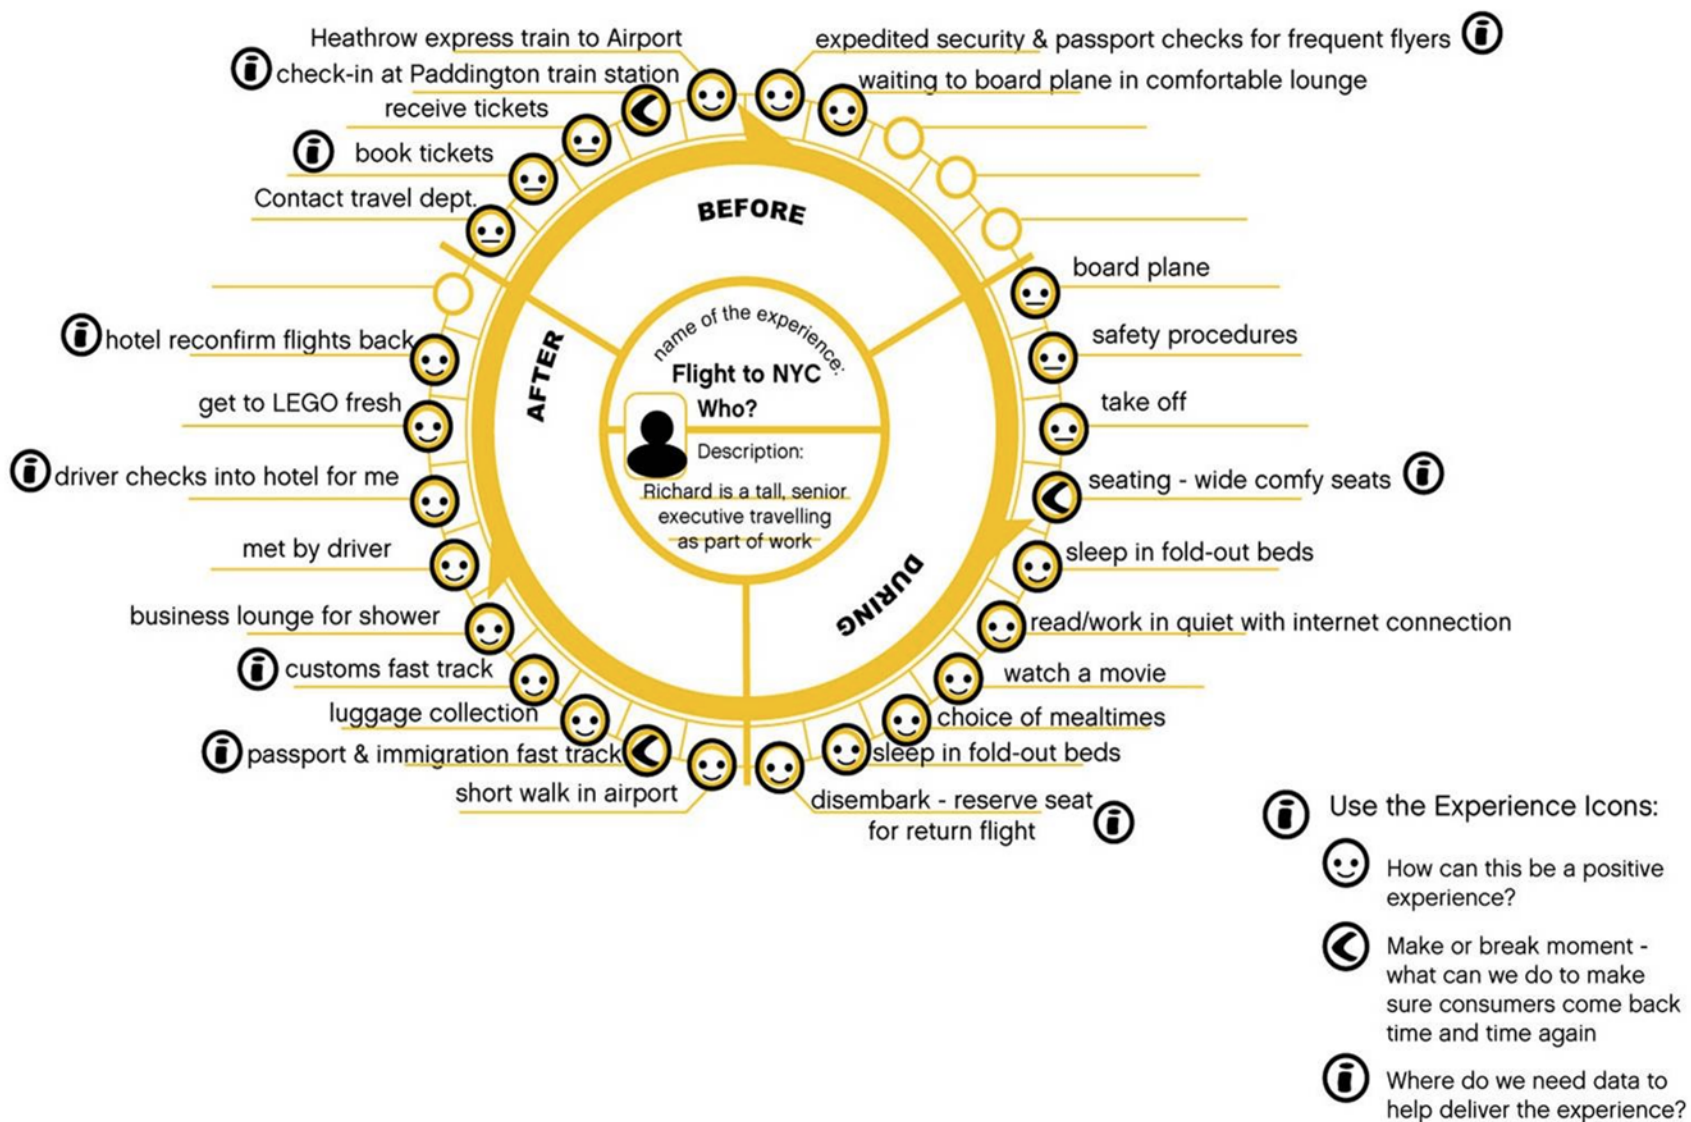 Heathrow express train to Airport
check-in at Paddington train station
receive tickets
book tickets
Contact travel dept.
expedited security & passport checks for frequent flyers
waiting to board plane in comfortable lounge
board plane
safety procedures
take off
seating - wide comfy seats
sleep in fold-out beds
read/work in quiet with internet connection
watch a movie
choice of mealtimes
sleep in fold-out beds
disembark - reserve seat
for return flight
short walk in airport
passport & immigration fast track
luggage collection
customs fast track
business lounge for shower
met by driver
driver checks into hotel for me
get to LEGO fresh
hotel reconfirm flights back
BEFORE
DURING
AFTER
name of the experience:
Flight to NYC
Who?
Description:
Richard is a tall, senior
executive travelling
as part of work
Use the Experience Icons:
How can this be a positive
experience?
Make or break moment -
what can we do to make
sure consumers come back
time and time again
Where do we need data to
help deliver the experience?